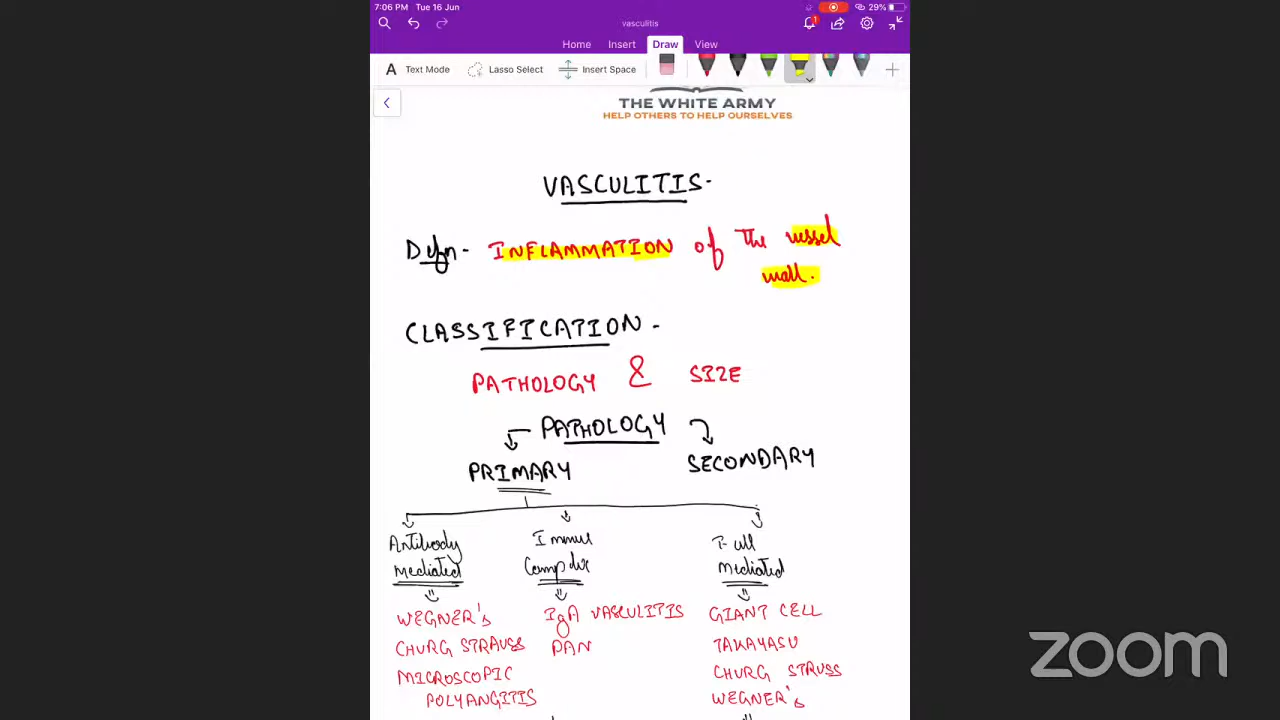 7:06 PM Tue 16 Jun
29%
vasculitis
1
Home Insert Draw View
A Text Mode Lasso Select Insert Space
THE WHITE ARMY
HELP OTHERS TO HELP OURSELVES
VASCULITIS-
Defn- INFLAMMATION of The vessel
wall.
CLASSIFICATION -
PATHOLOGY & SIZE
PATHOLOGY
PRIMARY SECONDARY
Antibody Immune T-cell
Mediated Complex Mediated
WEGNER's IgA VASCULITIS GIANT CELL
CHURG STRAUSS PAN TAKAYASU
MICROSCOPIC CHURG STRUSS
POLYANGITIS WEGNER's
zoom